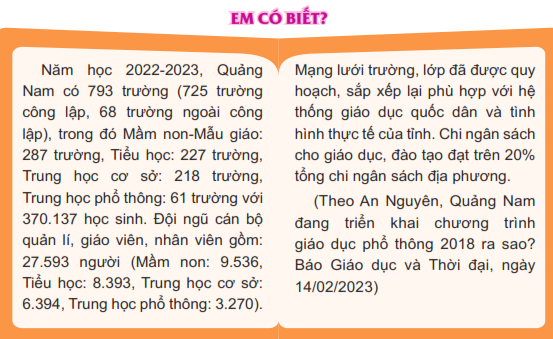 EM CÓ BIẾT?
Năm học 2022-2023, Quảng
Nam có 793 trường (725 trường
công lập, 68 trường ngoài công
lập), trong đó Mầm non-Mẫu giáo:
287 trường, Tiểu học: 227 trường,
Trung học cơ sở: 218 trường,
Trung học phổ thông: 61 trường với
370.137 học sinh. Đội ngũ cán bộ
quản lí, giáo viên, nhân viên gồm:
27.593 người (Mầm non: 9.536,
Tiểu học: 8.393, Trung học cơ sở:
6.394, Trung học phổ thông: 3.270).
Mạng lưới trường, lớp đã được quy
hoạch, sắp xếp lại phù hợp với hệ
thống giáo dục quốc dân và tình
hình thực tế của tỉnh. Chi ngân sách
cho giáo dục, đào tạo đạt trên 20%
tổng chi ngân sách địa phương.
(Theo An Nguyên, Quảng Nam
đang triển khai chương trình
giáo dục phổ thông 2018 ra sao?
Báo Giáo dục và Thời đại, ngày
14/02/2023)